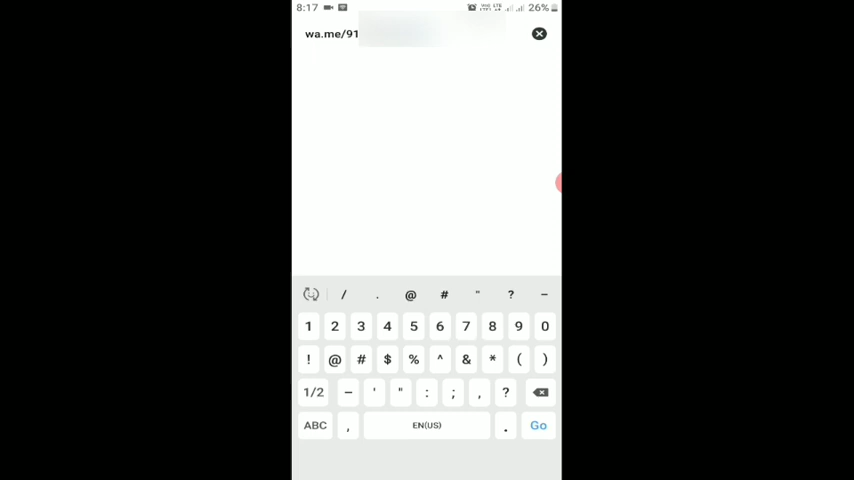 8:17 26%
wa.me/91
/ . @ # " ? –
1 2 3 4 5 6 7 8 9 0
! @ # $ % ^ & * ( )
1/2 – ' " : ; , ?
ABC , EN(US) . Go